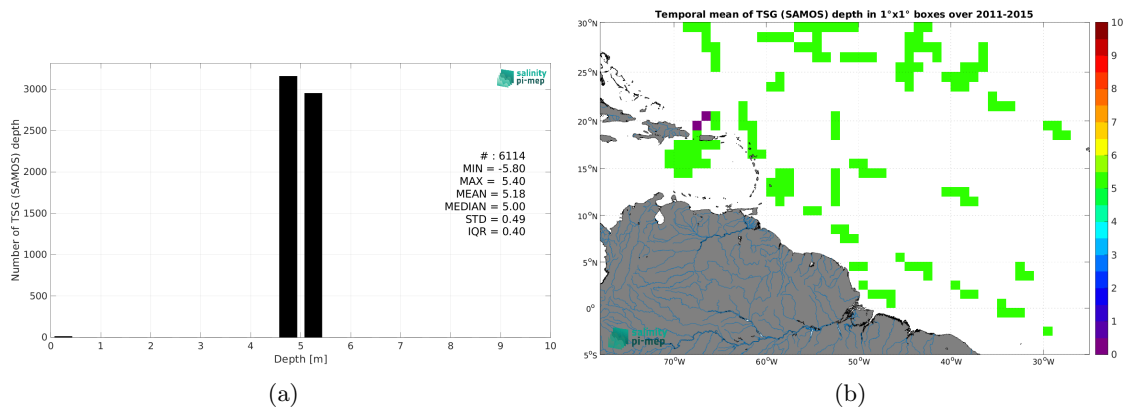 Number of TSG (SAMOS) depth
3000
2500
2000
1500
1000
500
0
0 1 2 3 4 5 6 7 8 9 10
Depth [m]
salinity
pi-mep
# : 6114
MIN = -5.80
MAX = 5.40
MEAN = 5.18
MEDIAN = 5.00
STD = 0.49
IQR = 0.40
(a)
Temporal mean of TSG (SAMOS) depth in 1°x1° boxes over 2011-2015
30°N
25°N
20°N
15°N
10°N
5°N
0°
5°S
70°W 60°W 50°W 40°W 30°W
salinity
pi-mep
10
9
8
7
6
5
4
3
2
1
0
(b)